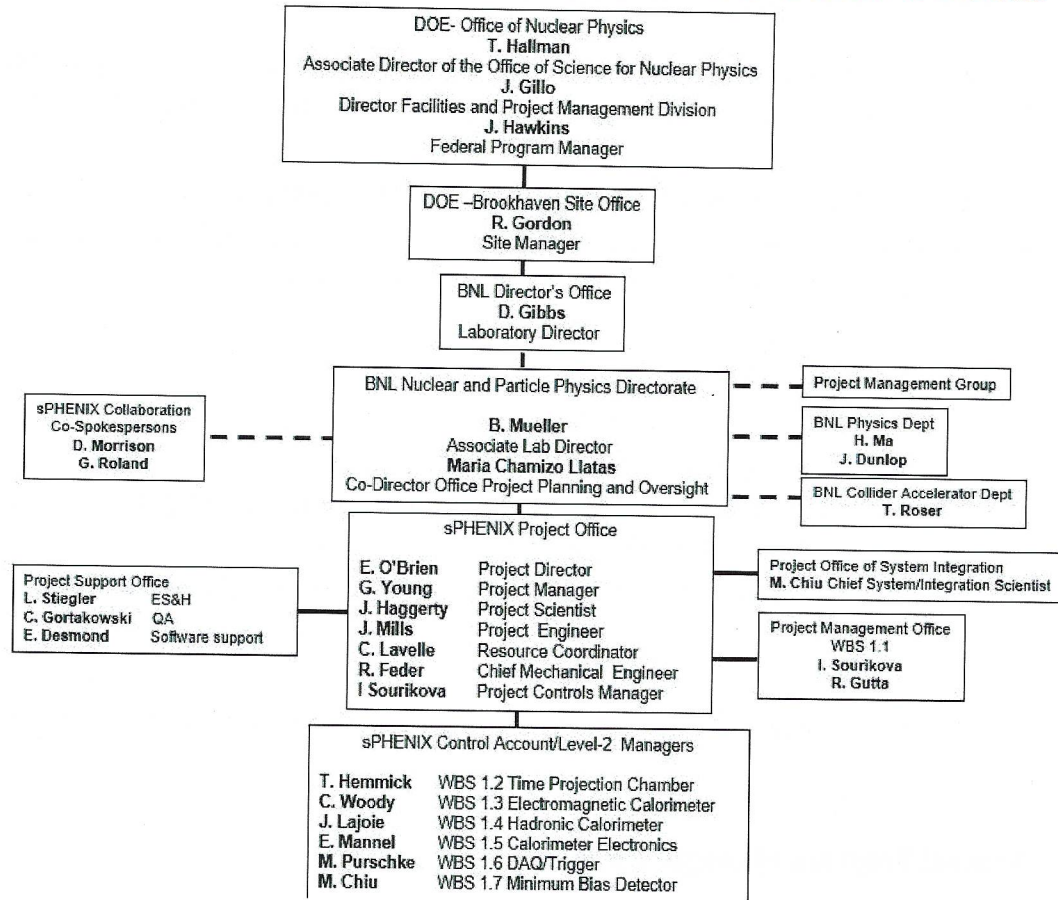 DOE- Office of Nuclear Physics
T. Hallman
Associate Director of the Office of Science for Nuclear Physics
J. Gillo
Director Facilities and Project Management Division
J. Hawkins
Federal Program Manager
DOE –Brookhaven Site Office
R. Gordon
Site Manager
BNL Director's Office
D. Gibbs
Laboratory Director
BNL Nuclear and Particle Physics Directorate
B. Mueller
Associate Lab Director
Maria Chamizo Llatas
Co-Director Office Project Planning and Oversight
sPHENIX Collaboration
Co-Spokespersons
D. Morrison
G. Roland
Project Management Group
BNL Physics Dept
H. Ma
J. Dunlop
BNL Collider Accelerator Dept
T. Roser
sPHENIX Project Office
E. O'Brien Project Director
G. Young Project Manager
J. Haggerty Project Scientist
J. Mills Project Engineer
C. Lavelle Resource Coordinator
R. Feder Chief Mechanical Engineer
I Sourikova Project Controls Manager
Project Support Office
L. Stiegler ES&H
C. Gortakowski QA
E. Desmond Software support
Project Office of System Integration
M. Chiu Chief System/Integration Scientist
Project Management Office
WBS 1.1
I. Sourikova
R. Gutta
sPHENIX Control Account/Level-2 Managers
T. Hemmick WBS 1.2 Time Projection Chamber
C. Woody WBS 1.3 Electromagnetic Calorimeter
J. Lajoie WBS 1.4 Hadronic Calorimeter
E. Mannel WBS 1.5 Calorimeter Electronics
M. Purschke WBS 1.6 DAQ/Trigger
M. Chiu WBS 1.7 Minimum Bias Detector